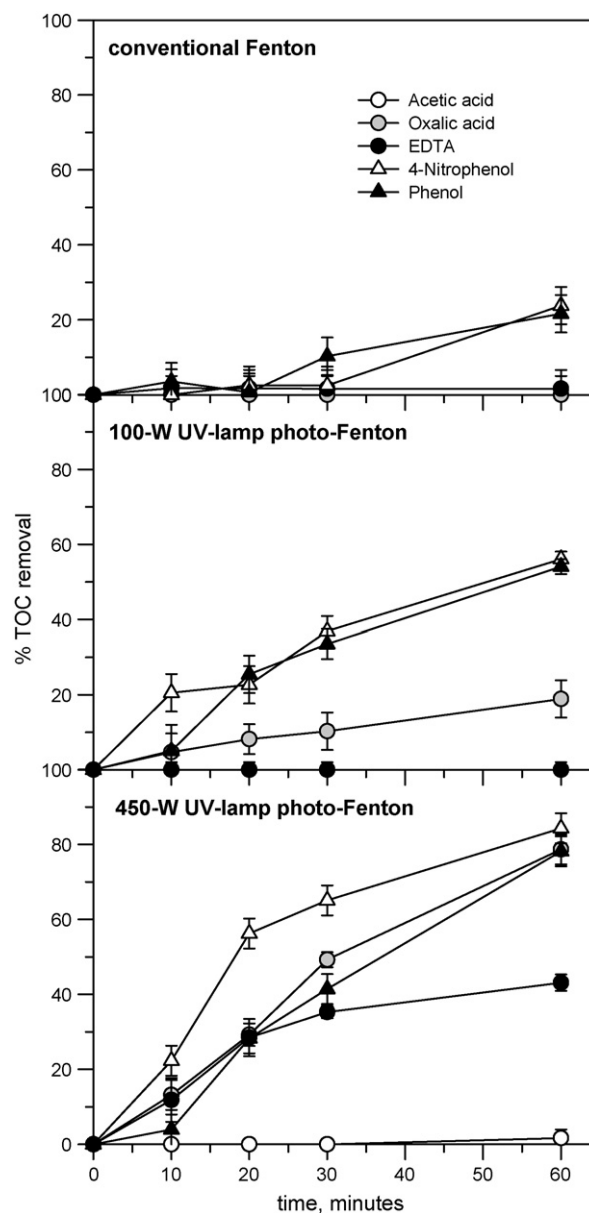 100
conventional Fenton
80
Acetic acid
Oxalic acid
EDTA
60
4-Nitrophenol
Phenol
40
20
100
100-W UV-lamp photo-Fenton
80
60
% TOC removal
40
20
100
450-W UV-lamp photo-Fenton
80
60
40
20
0
0 10 20 30 40 50 60
time, minutes